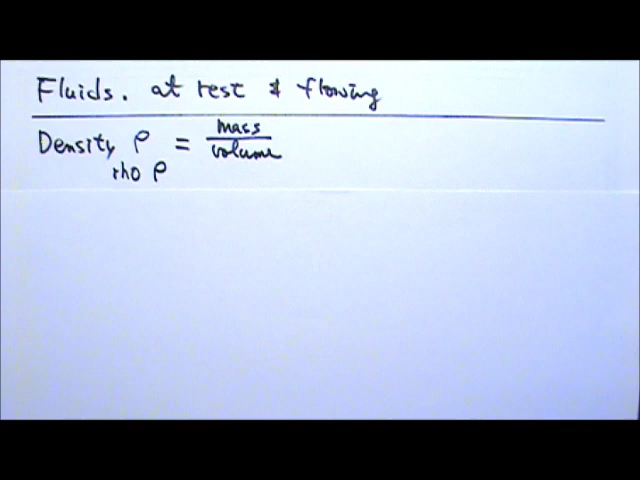 Fluids. at rest & flowing
Density ρ = mass / volume
rho ρ